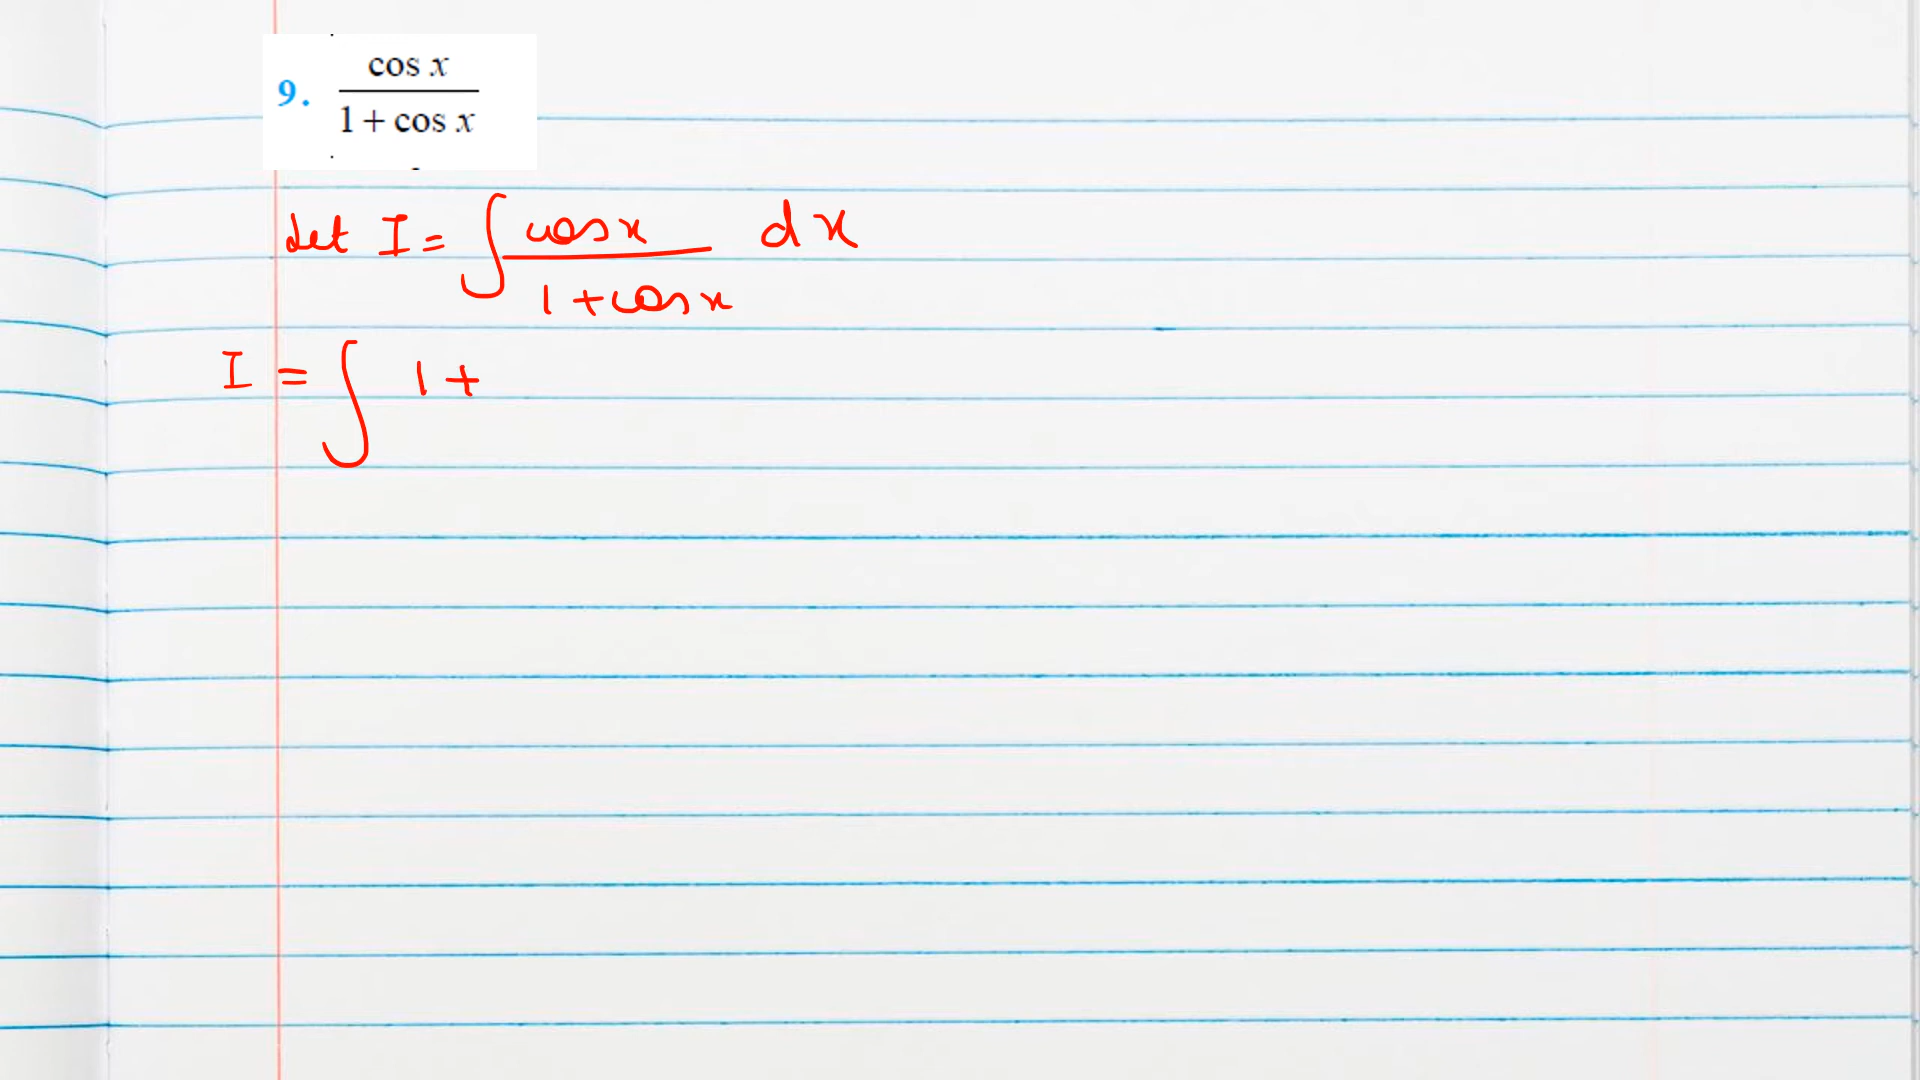 9. cos x
1 + cos x
Let I = ∫ cos x dx
1 + cos x
I = ∫ 1 +